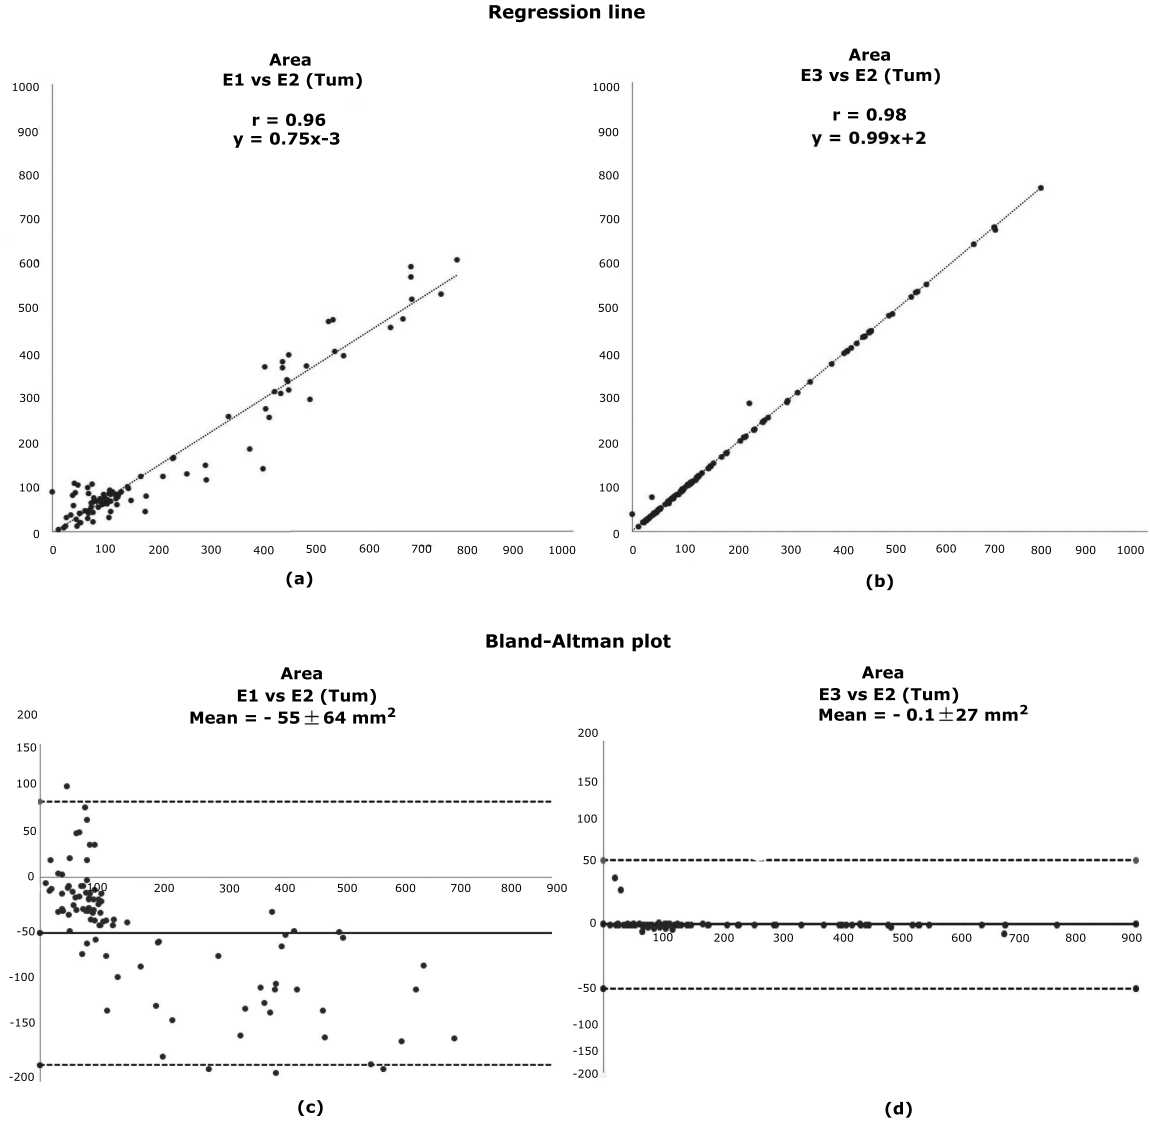 Regression line
Area
E1 vs E2 (Tum)
r = 0.96
y = 0.75x-3
1000
900
800
700
600
500
400
300
200
100
0
0 100 200 300 400 500 600 700 800 900 1000
(a)
Area
E3 vs E2 (Tum)
r = 0.98
y = 0.99x+2
1000
900
800
700
600
500
400
300
200
100
0
0 100 200 300 400 500 600 700 800 900 1000
(b)
Bland-Altman plot
Area
E1 vs E2 (Tum)
Mean = - 55±64 mm²
200
150
100
50
0
-50
-100
-150
-200
100 200 300 400 500 600 700 800 900
(c)
Area
E3 vs E2 (Tum)
Mean = - 0.1±27 mm²
200
150
100
50
0
-50
-100
-150
-200
100 200 300 400 500 600 700 800 900
(d)